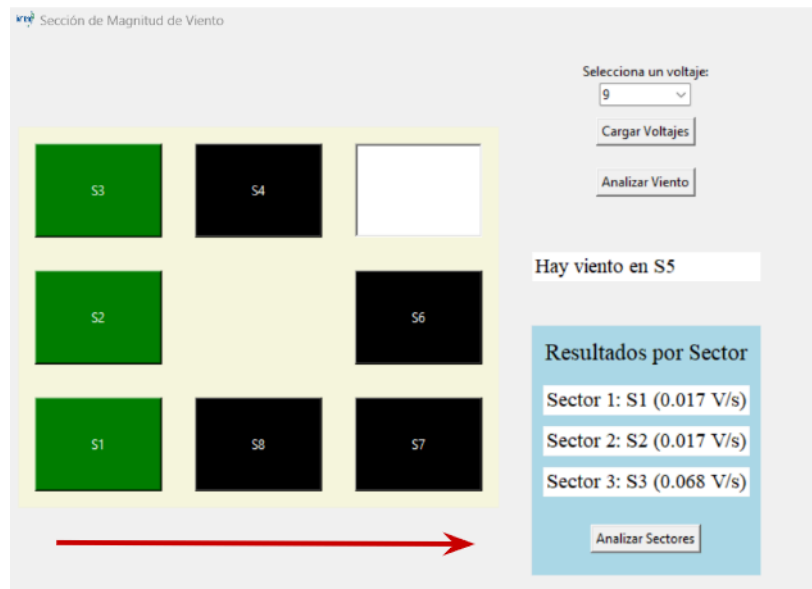 Sección de Magnitud de Viento
Selecciona un voltaje:
9
Cargar Voltajes
Analizar Viento
S3
S4
S2
S6
S1
S8
S7
Hay viento en S5
Resultados por Sector
Sector 1: S1 (0.017 V/s)
Sector 2: S2 (0.017 V/s)
Sector 3: S3 (0.068 V/s)
Analizar Sectores